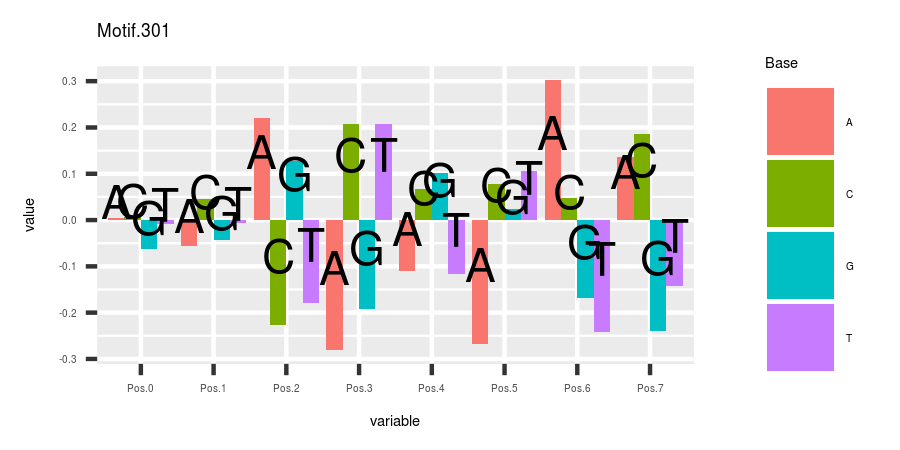 Motif.301
Base
0.3
0.2
0.1
0.0
-0.1
-0.2
-0.3
value
A C G T A C G T A C G T A C G T A C G T A C G T A C G T A C G T
A
C
G
T
Pos.0 Pos.1 Pos.2 Pos.3 Pos.4 Pos.5 Pos.6 Pos.7
variable